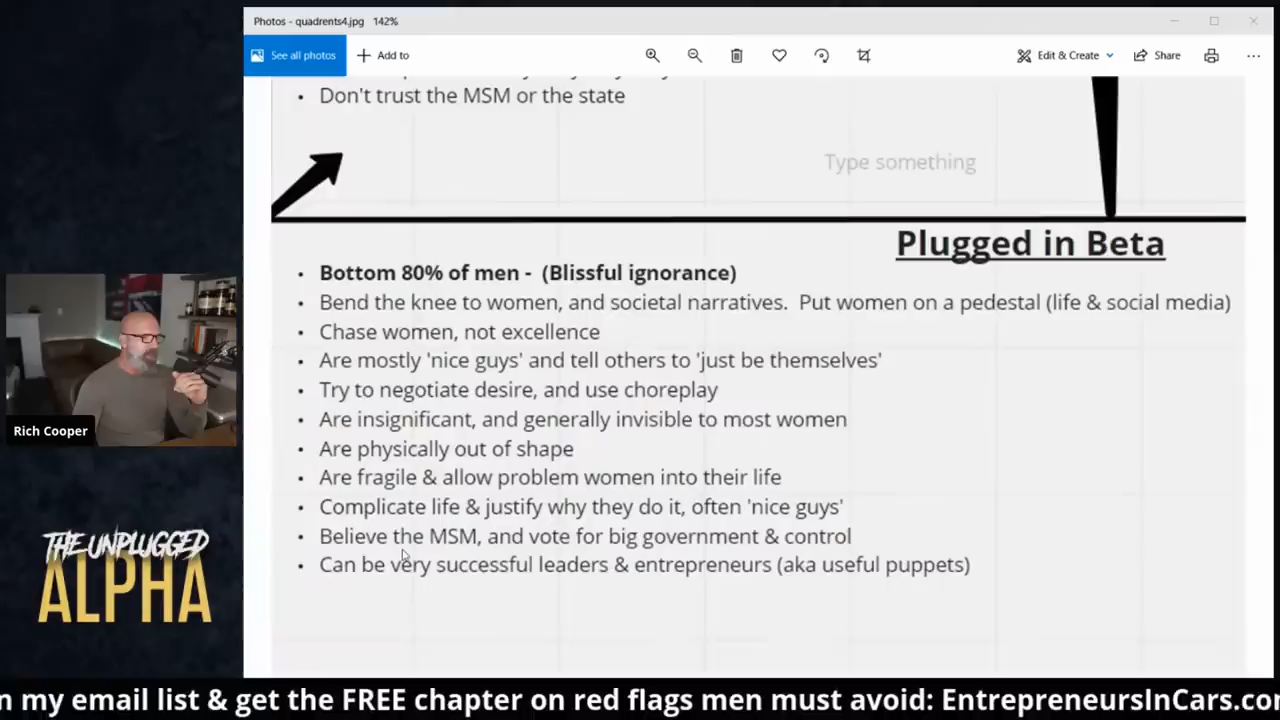 Photos - quadrents4.jpg 142%
See all photos
Add to
Edit & Create
Share
• Don't trust the MSM or the state
Type something
Plugged in Beta
• Bottom 80% of men - (Blissful ignorance)
• Bend the knee to women, and societal narratives. Put women on a pedestal (life & social media)
• Chase women, not excellence
• Are mostly 'nice guys' and tell others to 'just be themselves'
• Try to negotiate desire, and use choreplay
• Are insignificant, and generally invisible to most women
• Are physically out of shape
• Are fragile & allow problem women into their life
• Complicate life & justify why they do it, often 'nice guys'
• Believe the MSM, and vote for big government & control
• Can be very successful leaders & entrepreneurs (aka useful puppets)
Rich Cooper
THE UNPLUGGED
ALPHA
n my email list & get the FREE chapter on red flags men must avoid: EntrepreneursInCars.co